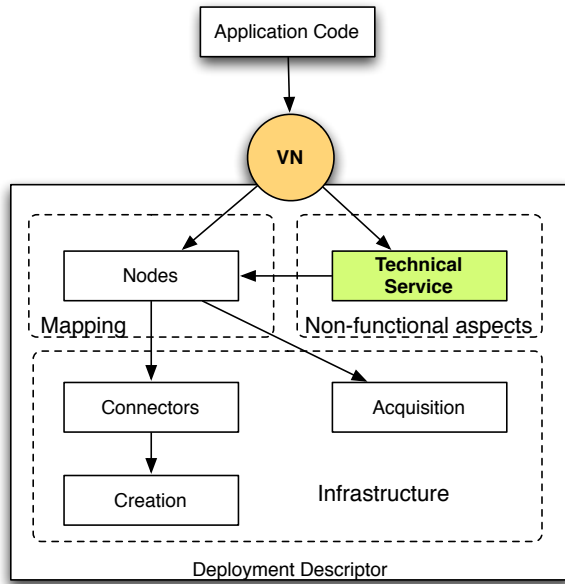 Application Code
VN
Nodes
Technical
Service
Mapping
Non-functional aspects
Connectors
Acquisition
Creation
Infrastructure
Deployment Descriptor